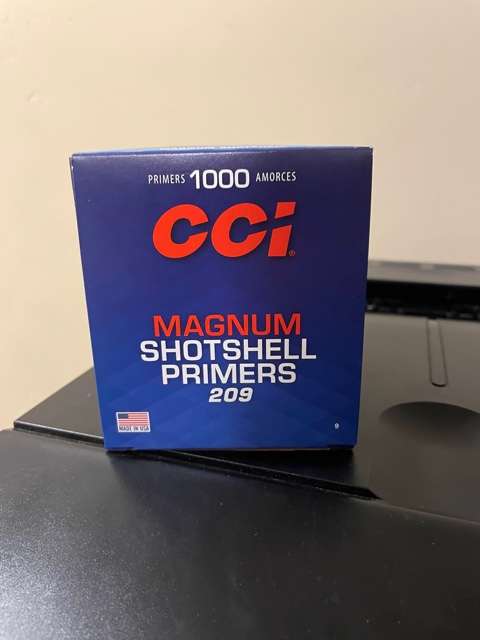 PRIMERS 1000 AMORCES
CCI
MAGNUM
SHOTSHELL
PRIMERS
209
MADE IN USA